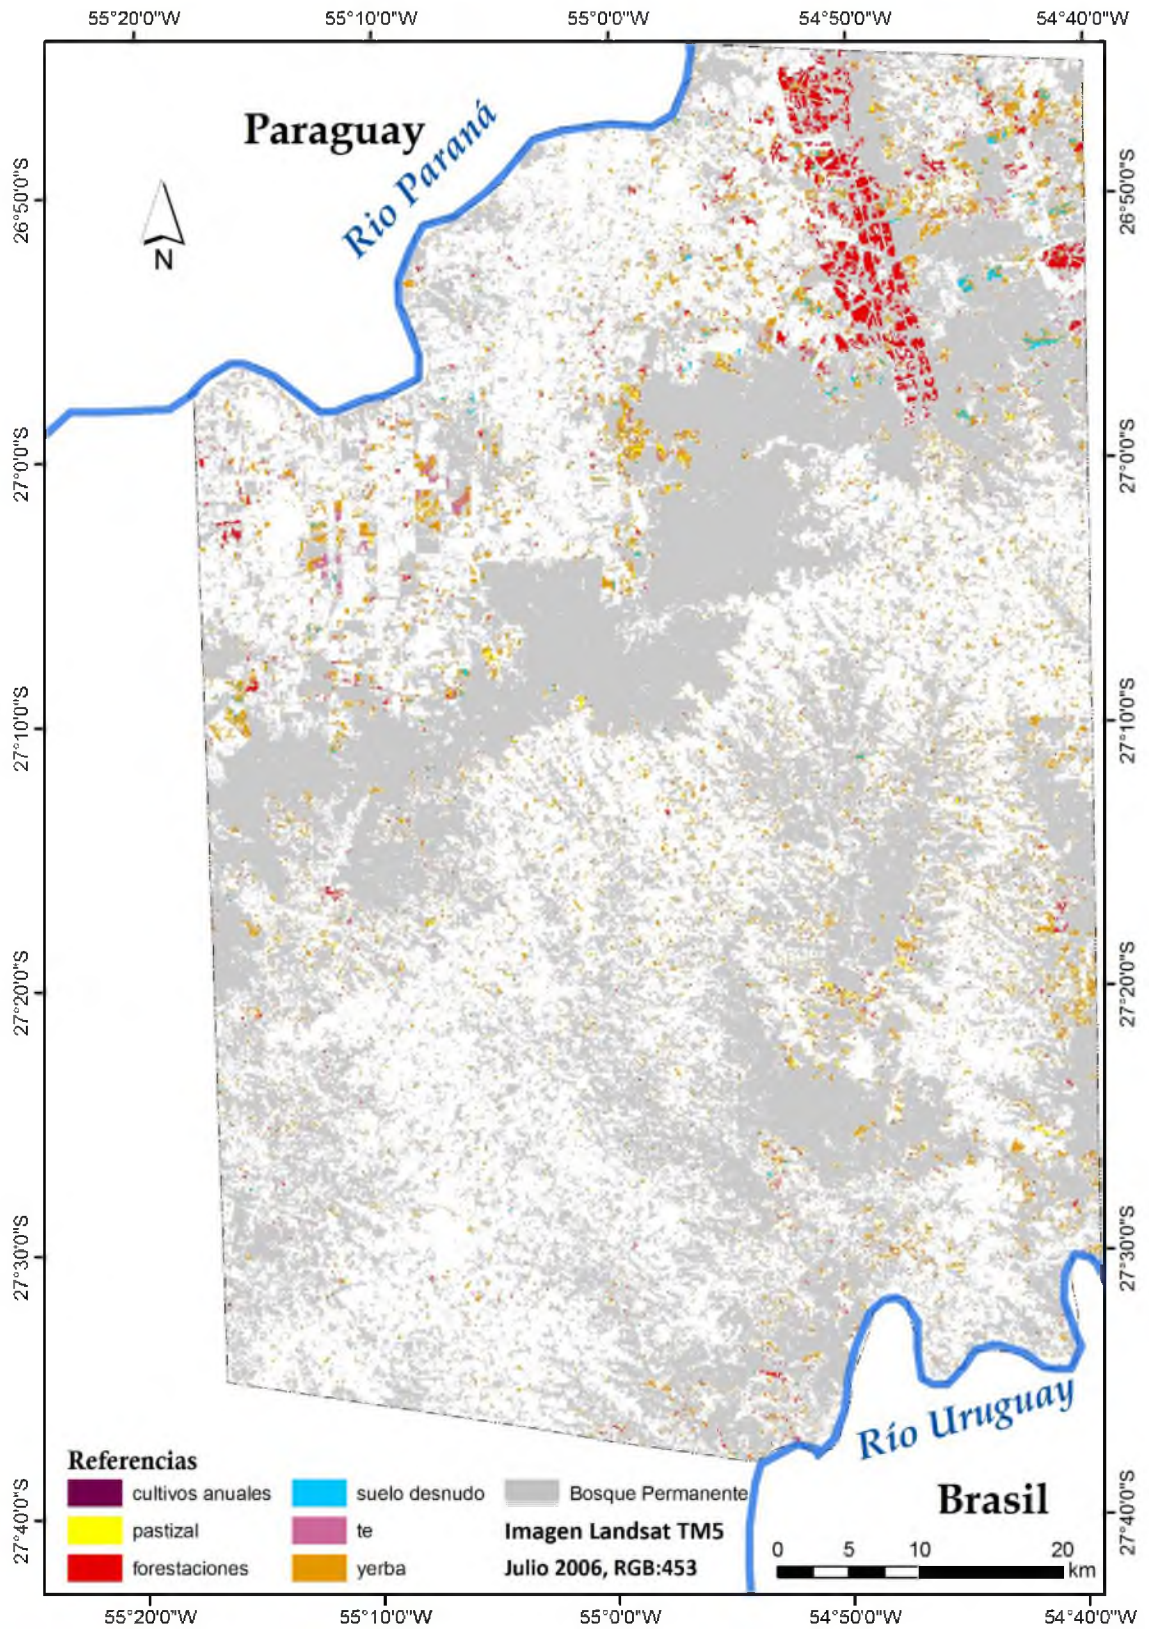 55°20'0"W 55°10'0"W 55°0'0"W 54°50'0"W 54°40'0"W
Paraguay
Rio Paraná
N
26°50'0"S
26°50'0"S
27°0'0"S
27°0'0"S
27°10'0"S
27°10'0"S
27°20'0"S
27°20'0"S
27°30'0"S
27°30'0"S
27°40'0"S
27°40'0"S
Río Uruguay
Brasil
Referencias
cultivos anuales
pastizal
forestaciones
suelo desnudo
te
yerba
Bosque Permanente
Imagen Landsat TM5
Julio 2006, RGB:453
0 5 10 20
km
55°20'0"W 55°10'0"W 55°0'0"W 54°50'0"W 54°40'0"W